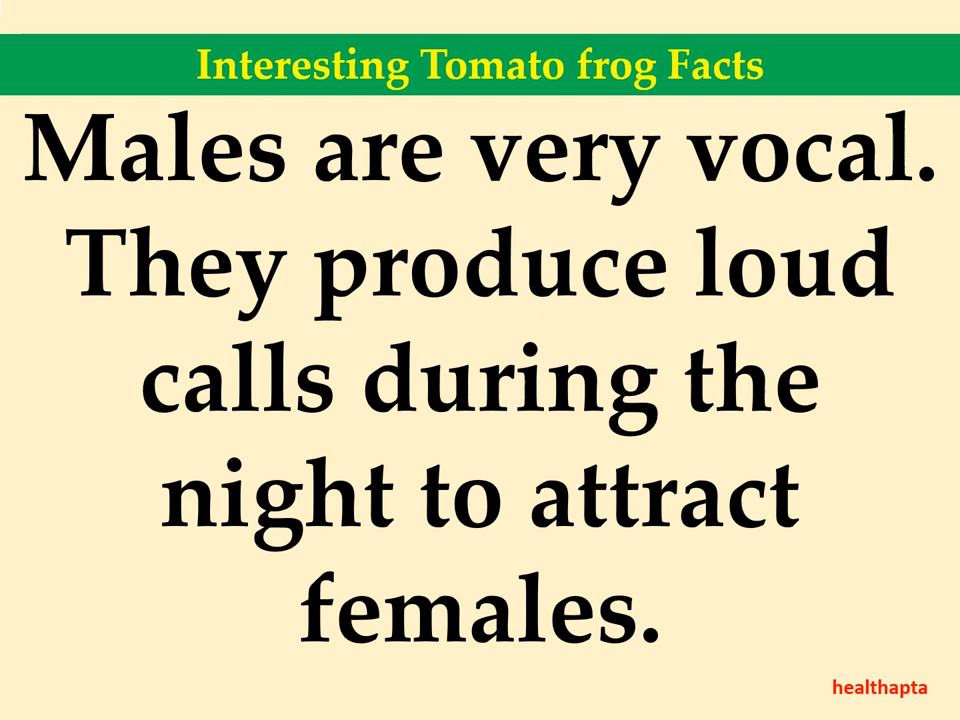 Interesting Tomato frog Facts
Males are very vocal.
They produce loud
calls during the
night to attract
females.
healthapta